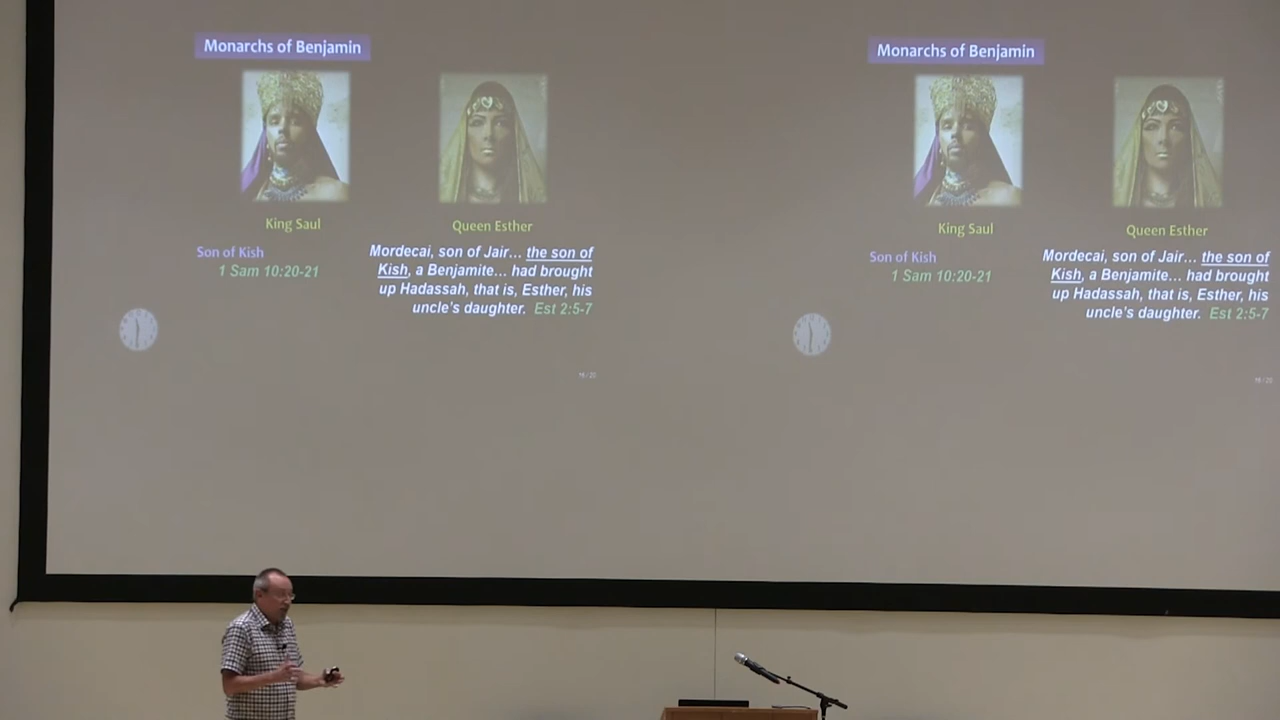 Monarchs of Benjamin
King Saul
Queen Esther
Son of Kish
1 Sam 10:20-21
Mordecai, son of Jair… the son of
Kish, a Benjamite… had brought
up Hadassah, that is, Esther, his
uncle's daughter. Est 2:5-7
Monarchs of Benjamin
King Saul
Queen Esther
Son of Kish
1 Sam 10:20-21
Mordecai, son of Jair… the son of
Kish, a Benjamite… had brought
up Hadassah, that is, Esther, his
uncle's daughter. Est 2:5-7